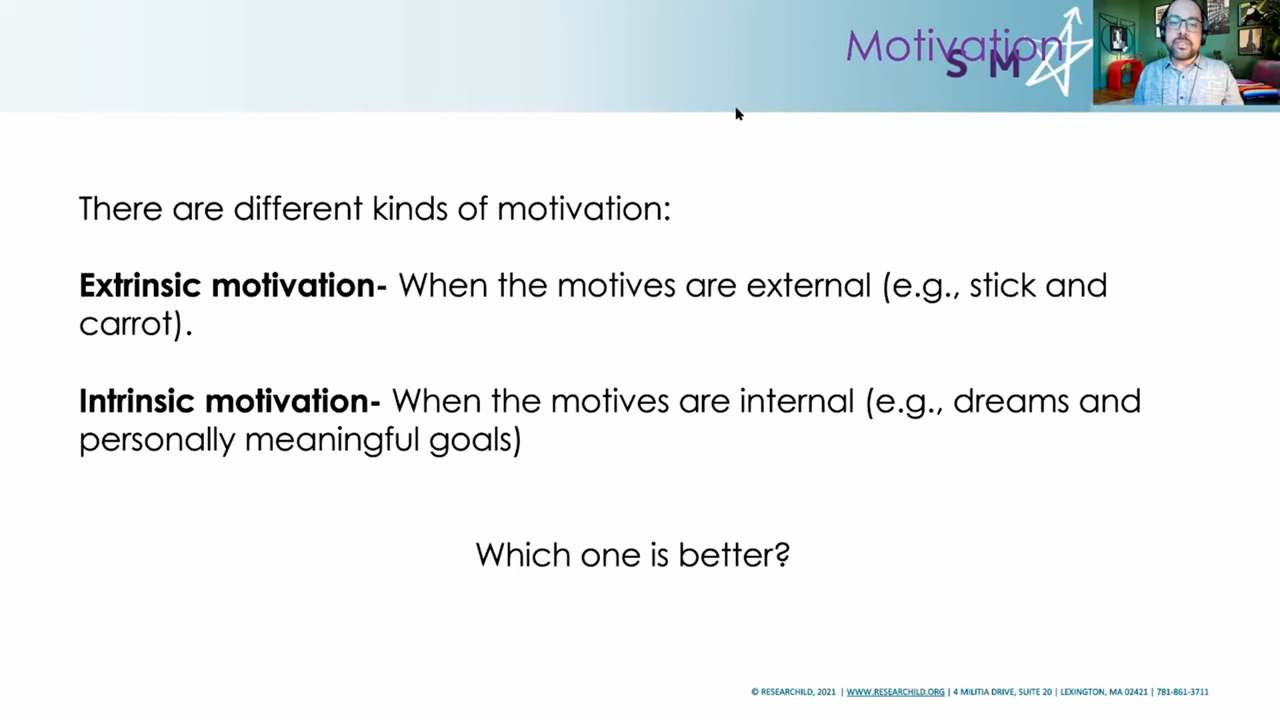 Motivation
S M
There are different kinds of motivation:
Extrinsic motivation- When the motives are external (e.g., stick and
carrot).
Intrinsic motivation- When the motives are internal (e.g., dreams and
personally meaningful goals)
Which one is better?
© RESEARCHILD, 2021 | WWW.RESEARCHILD.ORG | 4 MILITIA DRIVE, SUITE 20 | LEXINGTON, MA 02421 | 781-861-3711